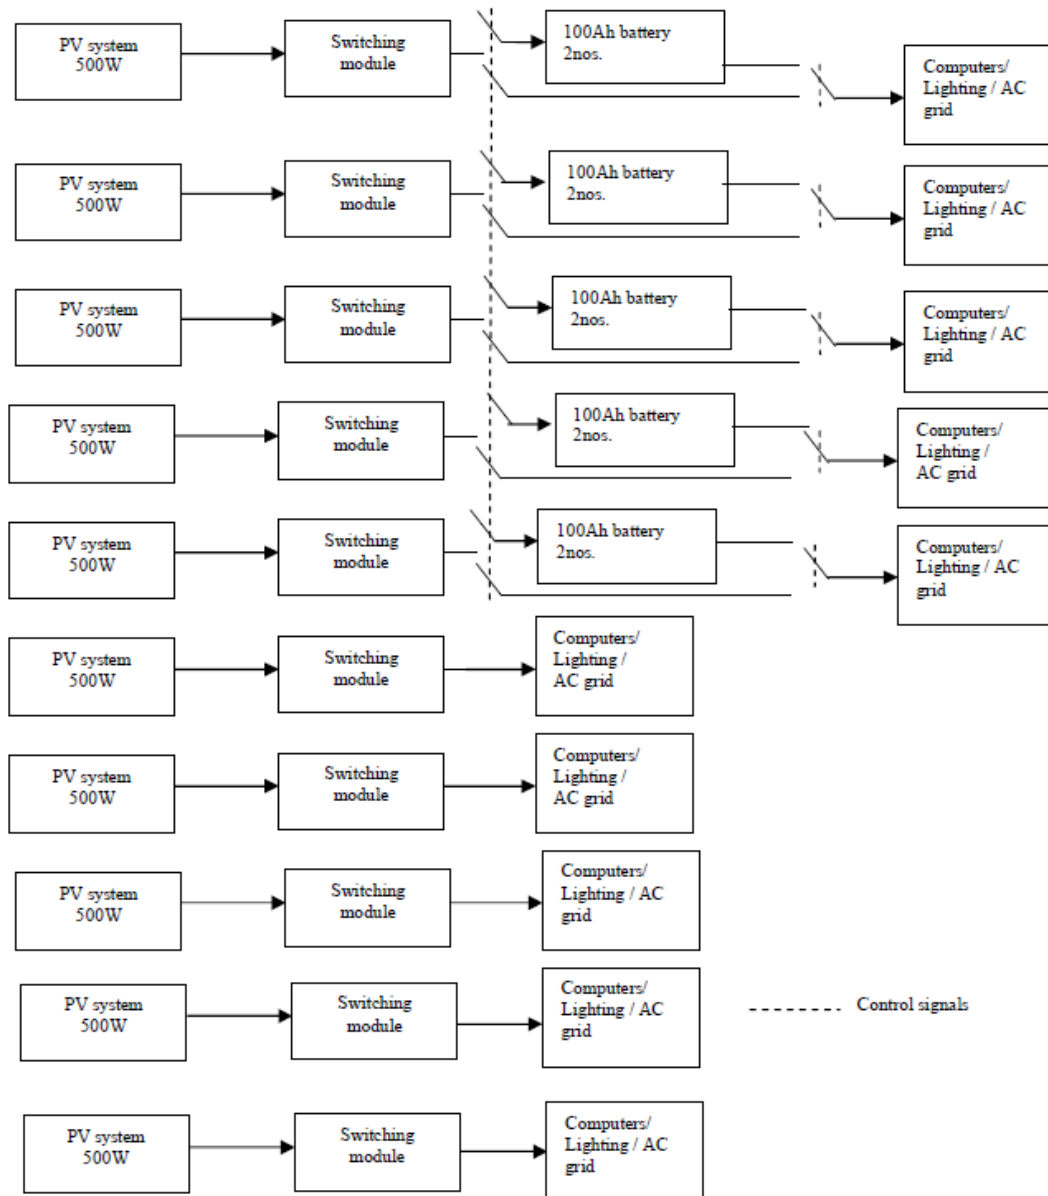 PV system
500W
Switching
module
100Ah battery
2nos.
Computers/
Lighting / AC
grid
PV system
500W
Switching
module
100Ah battery
2nos.
Computers/
Lighting / AC
grid
PV system
500W
Switching
module
100Ah battery
2nos.
Computers/
Lighting / AC
grid
PV system
500W
Switching
module
100Ah battery
2nos.
Computers/
Lighting /
AC grid
PV system
500W
Switching
module
100Ah battery
2nos.
Computers/
Lighting / AC
grid
PV system
500W
Switching
module
Computers/
Lighting /
AC grid
PV system
500W
Switching
module
Computers/
Lighting /
AC grid
PV system
500W
Switching
module
Computers/
Lighting / AC
grid
PV system
500W
Switching
module
Computers/
Lighting / AC
grid
Control signals
PV system
500W
Switching
module
Computers/
Lighting / AC
grid